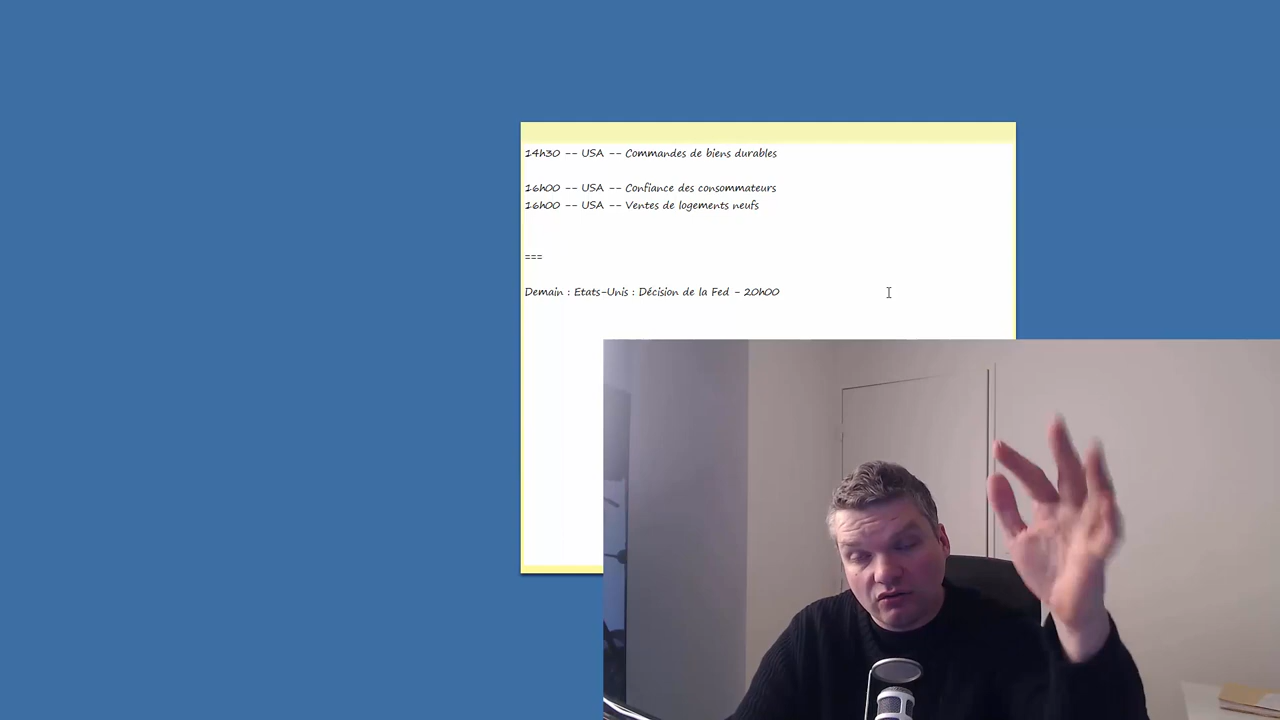 14h30 -- USA -- Commandes de biens durables
16h00 -- USA -- Confiance des consommateurs
16h00 -- USA -- Ventes de logements neufs
===
Demain : Etats-Unis : Décision de la Fed - 20h00